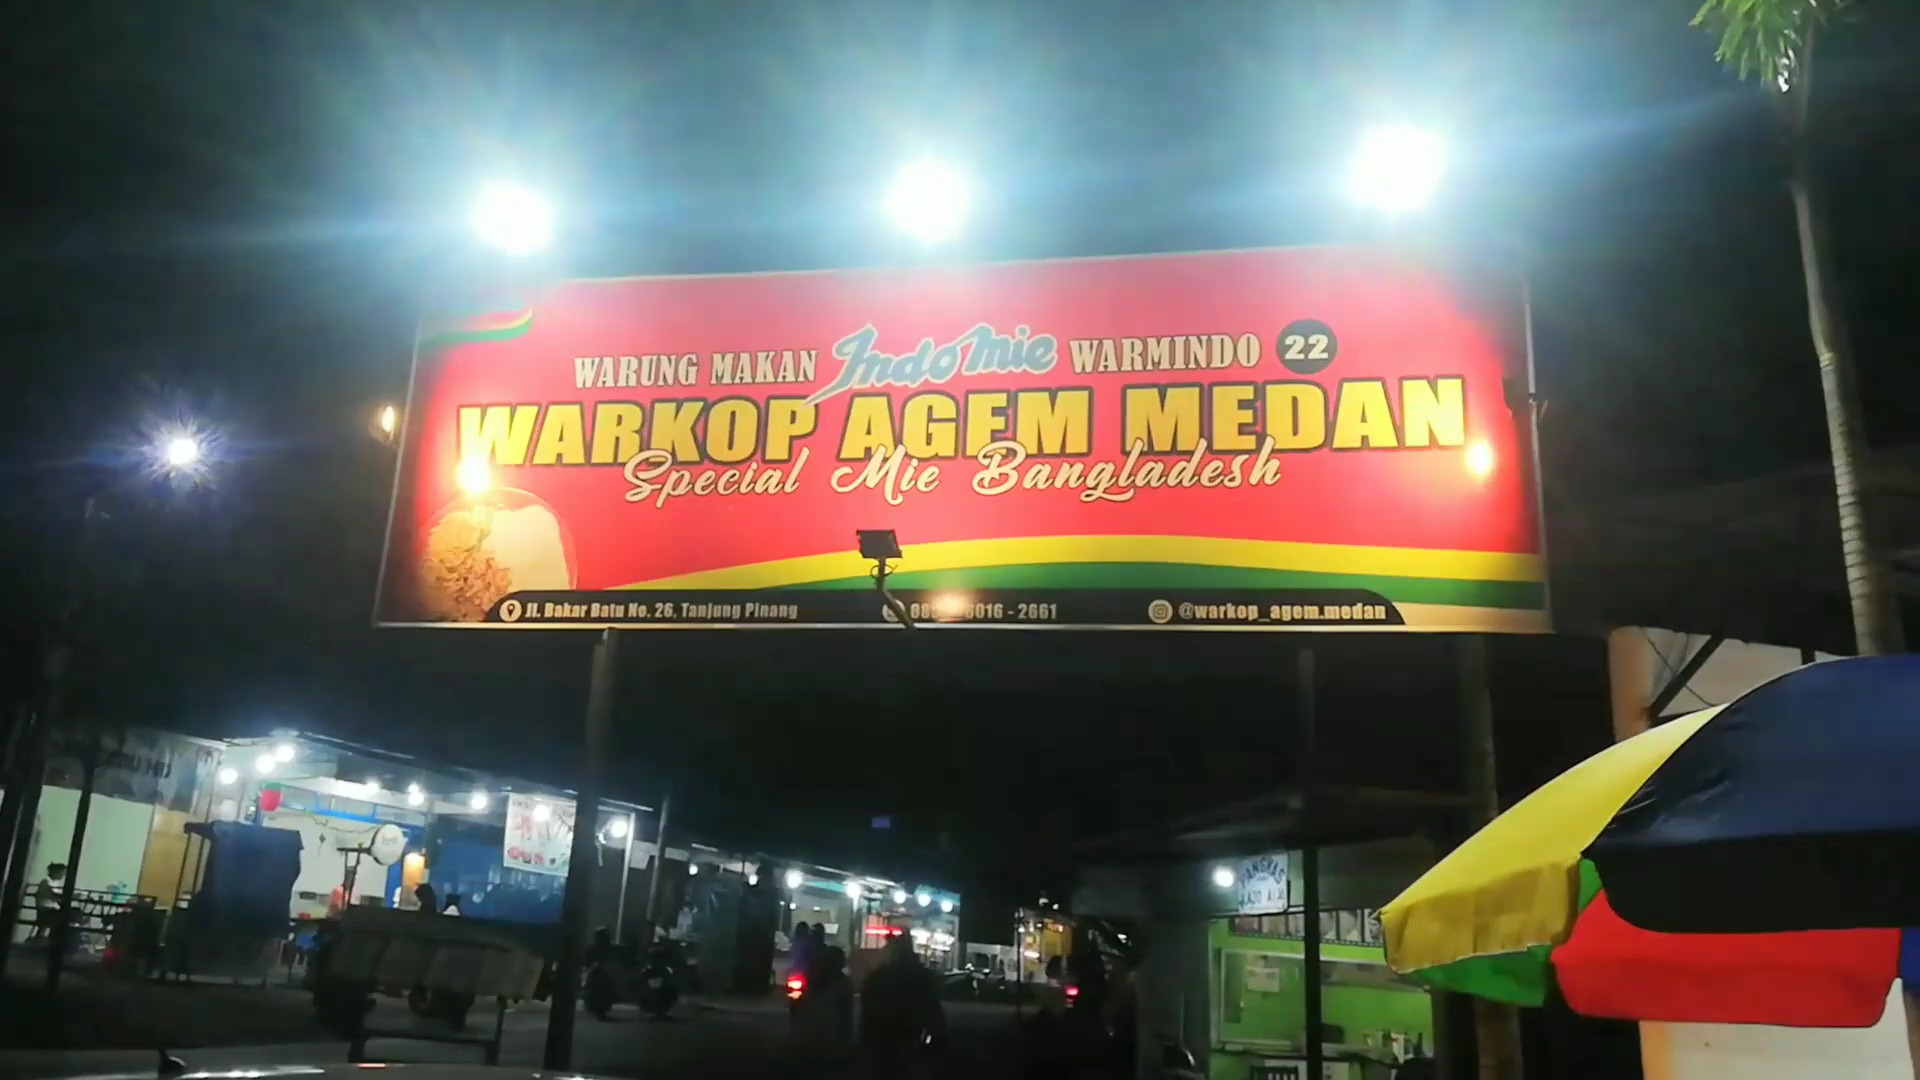 WARUNG MAKAN Indomie WARMINDO 22
WARKOP AGEM MEDAN
Special Mie Bangladesh
Jl. Bakar Batu No. 26, Tanjung Pinang
6016 - 2661
@warkop_agem.medan
PANGKAS